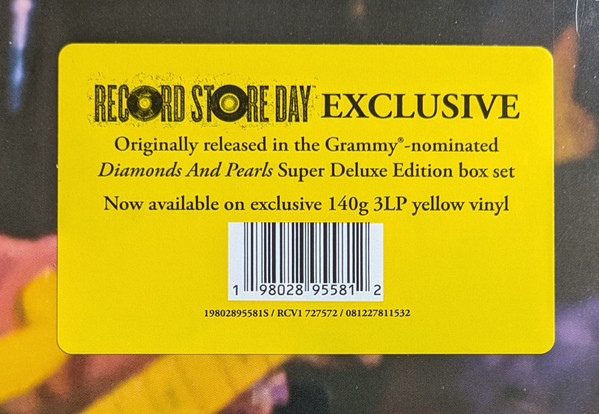 RECORD STORE DAY™ EXCLUSIVE
Originally released in the Grammy®-nominated
Diamonds And Pearls Super Deluxe Edition box set
Now available on exclusive 140g 3LP yellow vinyl
1 98028 95581 2
19802895581S / RCV1 727572 / 081227811532